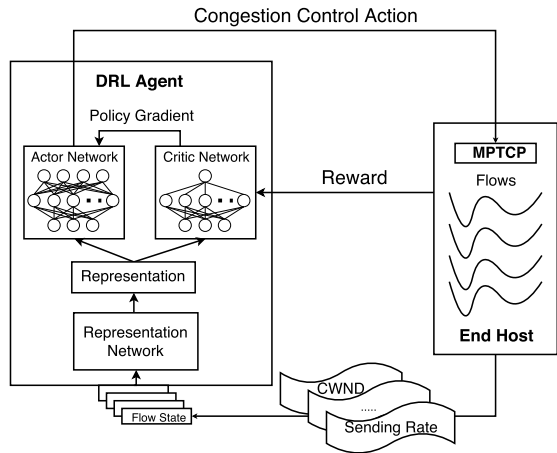 Congestion Control Action
DRL Agent
Policy Gradient
Actor Network
Critic Network
MPTCP
Reward
Flows
Representation
Representation
Network
End Host
CWND
.....
Flow State
Sending Rate